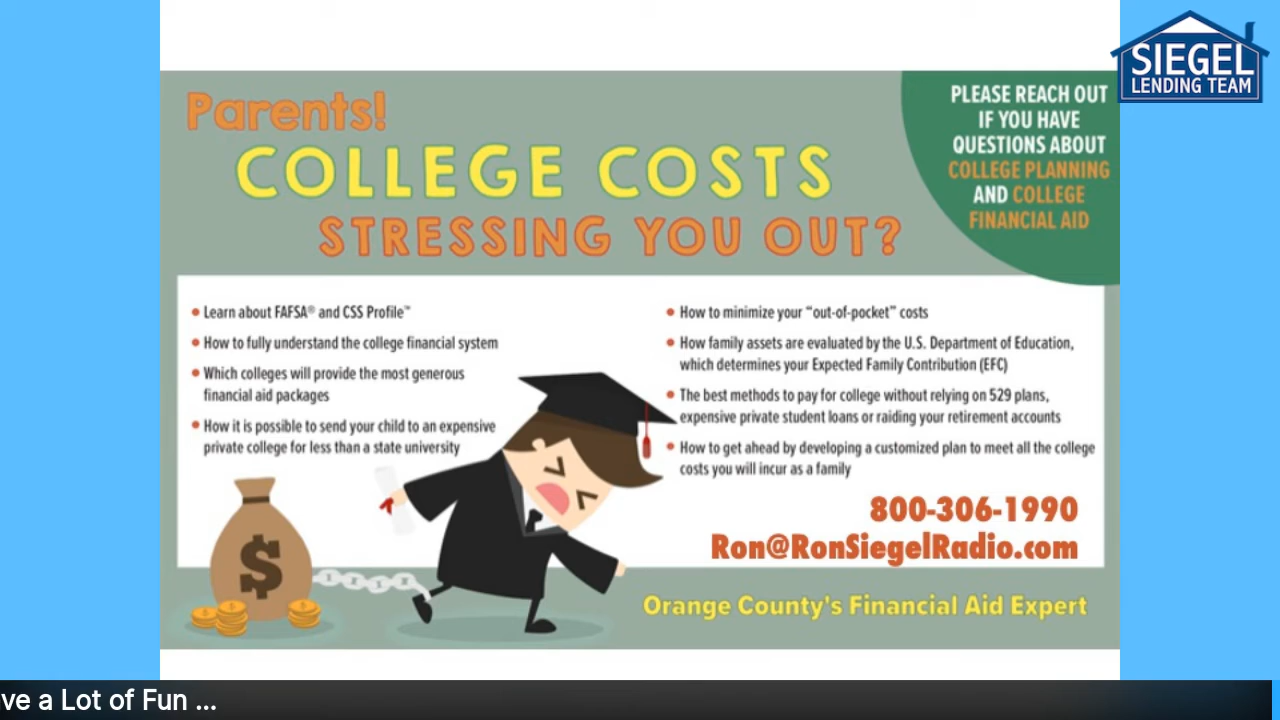 SIEGEL
LENDING TEAM
Parents!
COLLEGE COSTS
STRESSING YOU OUT?
PLEASE REACH OUT
IF YOU HAVE
QUESTIONS ABOUT
COLLEGE PLANNING
AND COLLEGE
FINANCIAL AID
• Learn about FAFSA® and CSS Profile™
• How to fully understand the college financial system
• Which colleges will provide the most generous
financial aid packages
• How it is possible to send your child to an expensive
private college for less than a state university
• How to minimize your “out-of-pocket” costs
• How family assets are evaluated by the U.S. Department of Education,
which determines your Expected Family Contribution (EFC)
• The best methods to pay for college without relying on 529 plans,
expensive private student loans or raiding your retirement accounts
• How to get ahead by developing a customized plan to meet all the college
costs you will incur as a family
$
800-306-1990
Ron@RonSiegelRadio.com
Orange County's Financial Aid Expert
ve a Lot of Fun ...